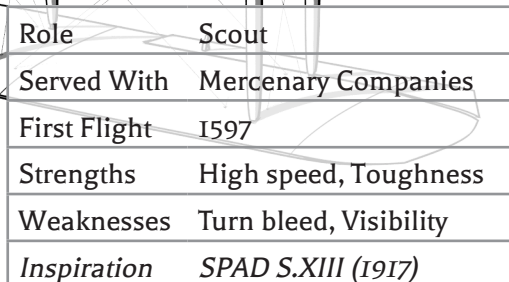 Role Scout
Served With Mercenary Companies
First Flight 1597
Strengths High speed, Toughness
Weaknesses Turn bleed, Visibility
Inspiration SPAD S.XIII (1917)